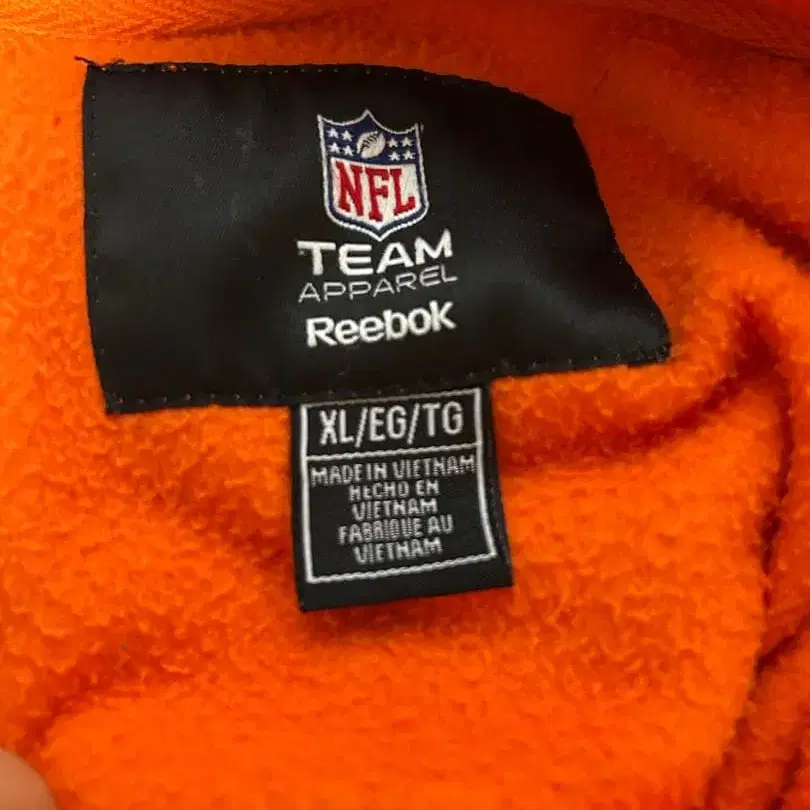 NFL
TEAM
APPAREL
Reebok
XL/EG/TG
MADE IN VIETNAM
HECHO EN
VIETNAM
FABRIQUE AU
VIETNAM